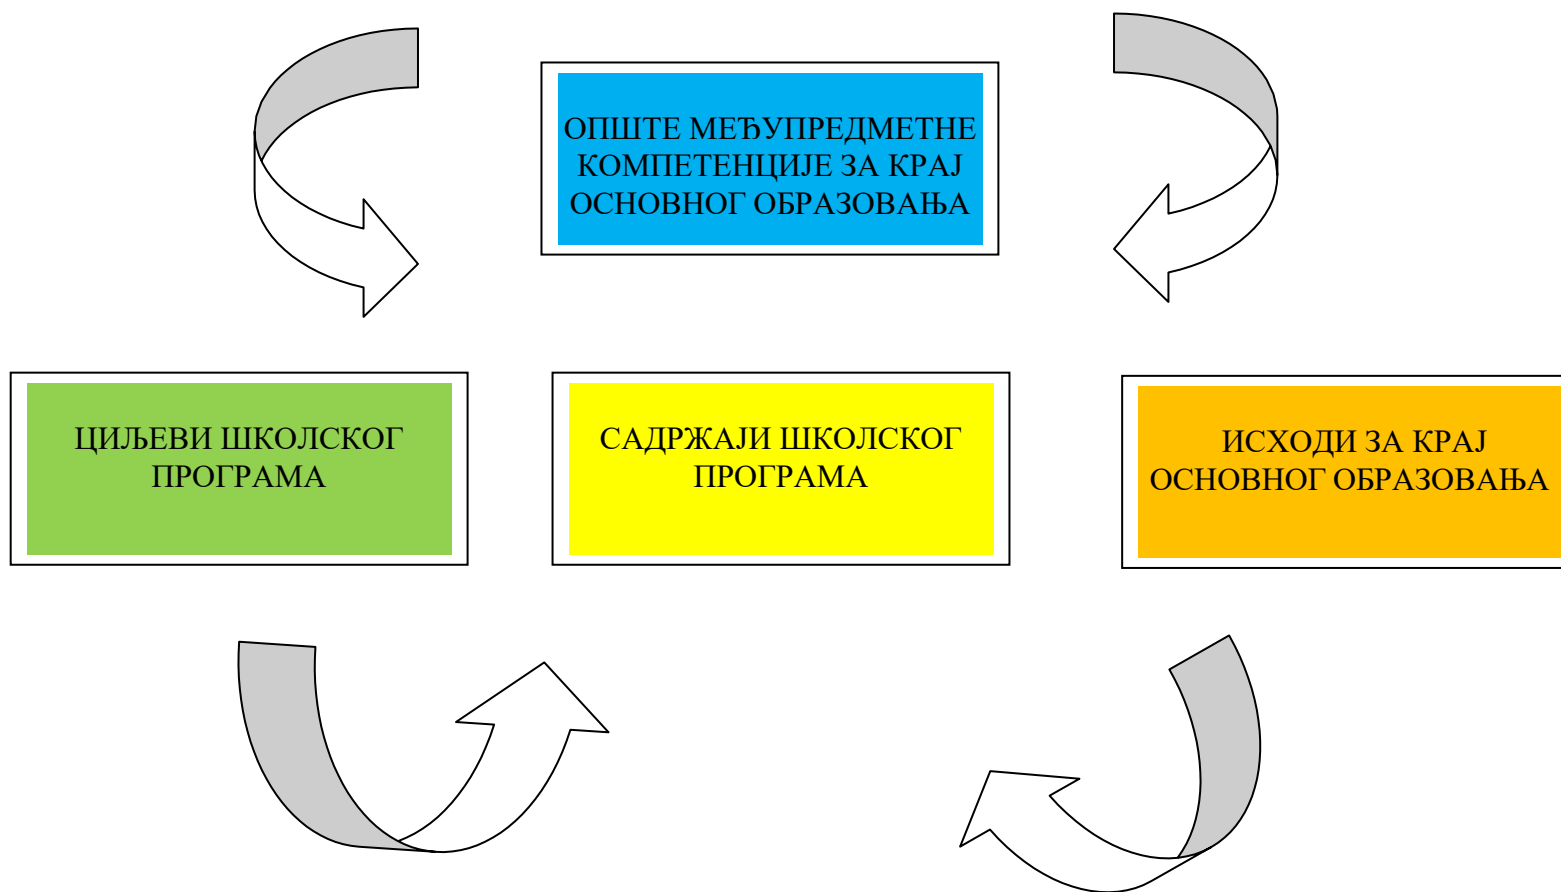 ОПШТЕ МЕЂУПРЕДМЕТНЕ
КОМПЕТЕНЦИЈЕ ЗА КРАЈ
ОСНОВНОГ ОБРАЗОВАЊА
ЦИЉЕВИ ШКОЛСКОГ
ПРОГРАМА
САДРЖАЈИ ШКОЛСКОГ
ПРОГРАМА
ИСХОДИ ЗА КРАЈ
ОСНОВНОГ ОБРАЗОВАЊА